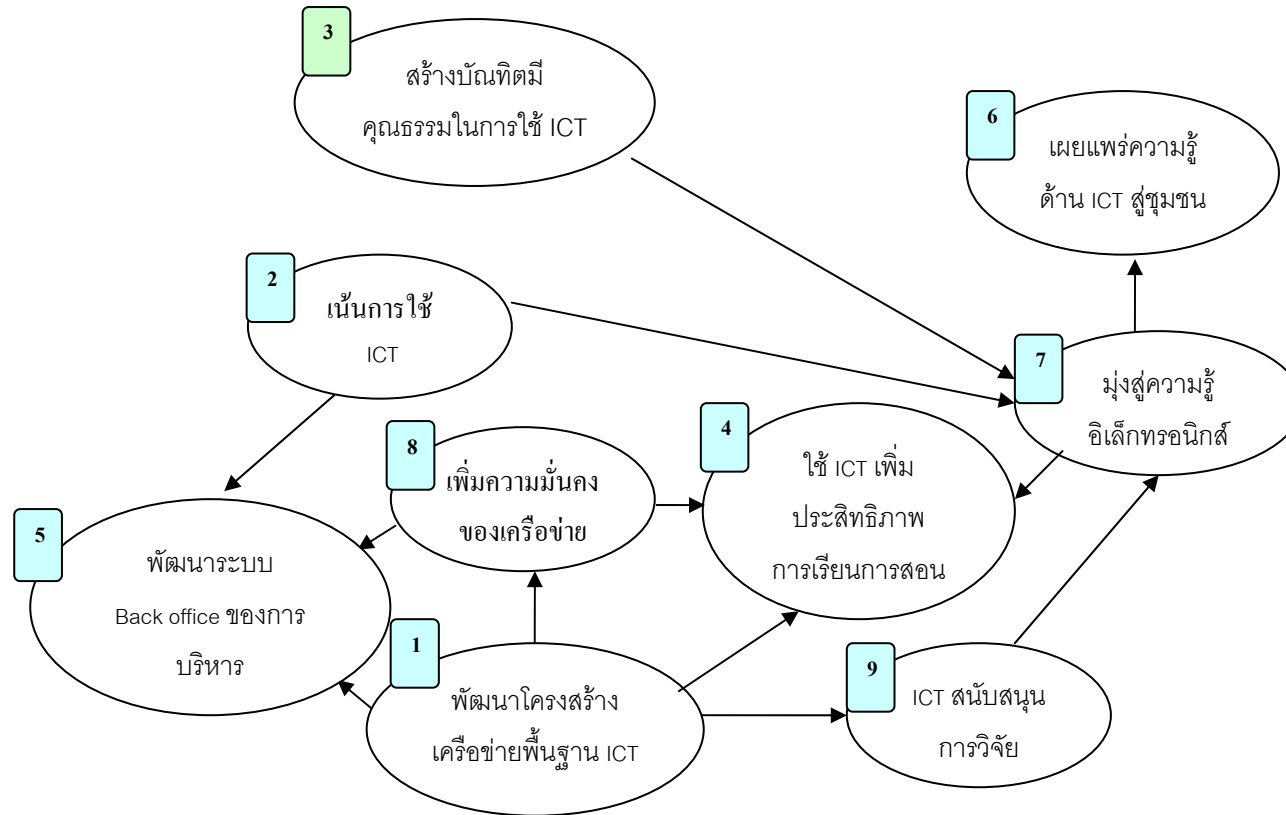 3
สร้างบัณฑิตมี
คุณธรรมในการใช้ ICT
6
เผยแพร่ความรู้
ด้าน ICT สู่ชุมชน
2
เน้นการใช้
ICT
7
มุ่งสู่ความรู้
อิเล็กทรอนิกส์
8
เพิ่มความมั่นคง
ของเครือข่าย
4
ใช้ ICT เพิ่ม
ประสิทธิภาพ
การเรียนการสอน
5
พัฒนาระบบ
Back office ของการ
บริหาร
1
พัฒนาโครงสร้าง
เครือข่ายพื้นฐาน ICT
9
ICT สนับสนุน
การวิจัย